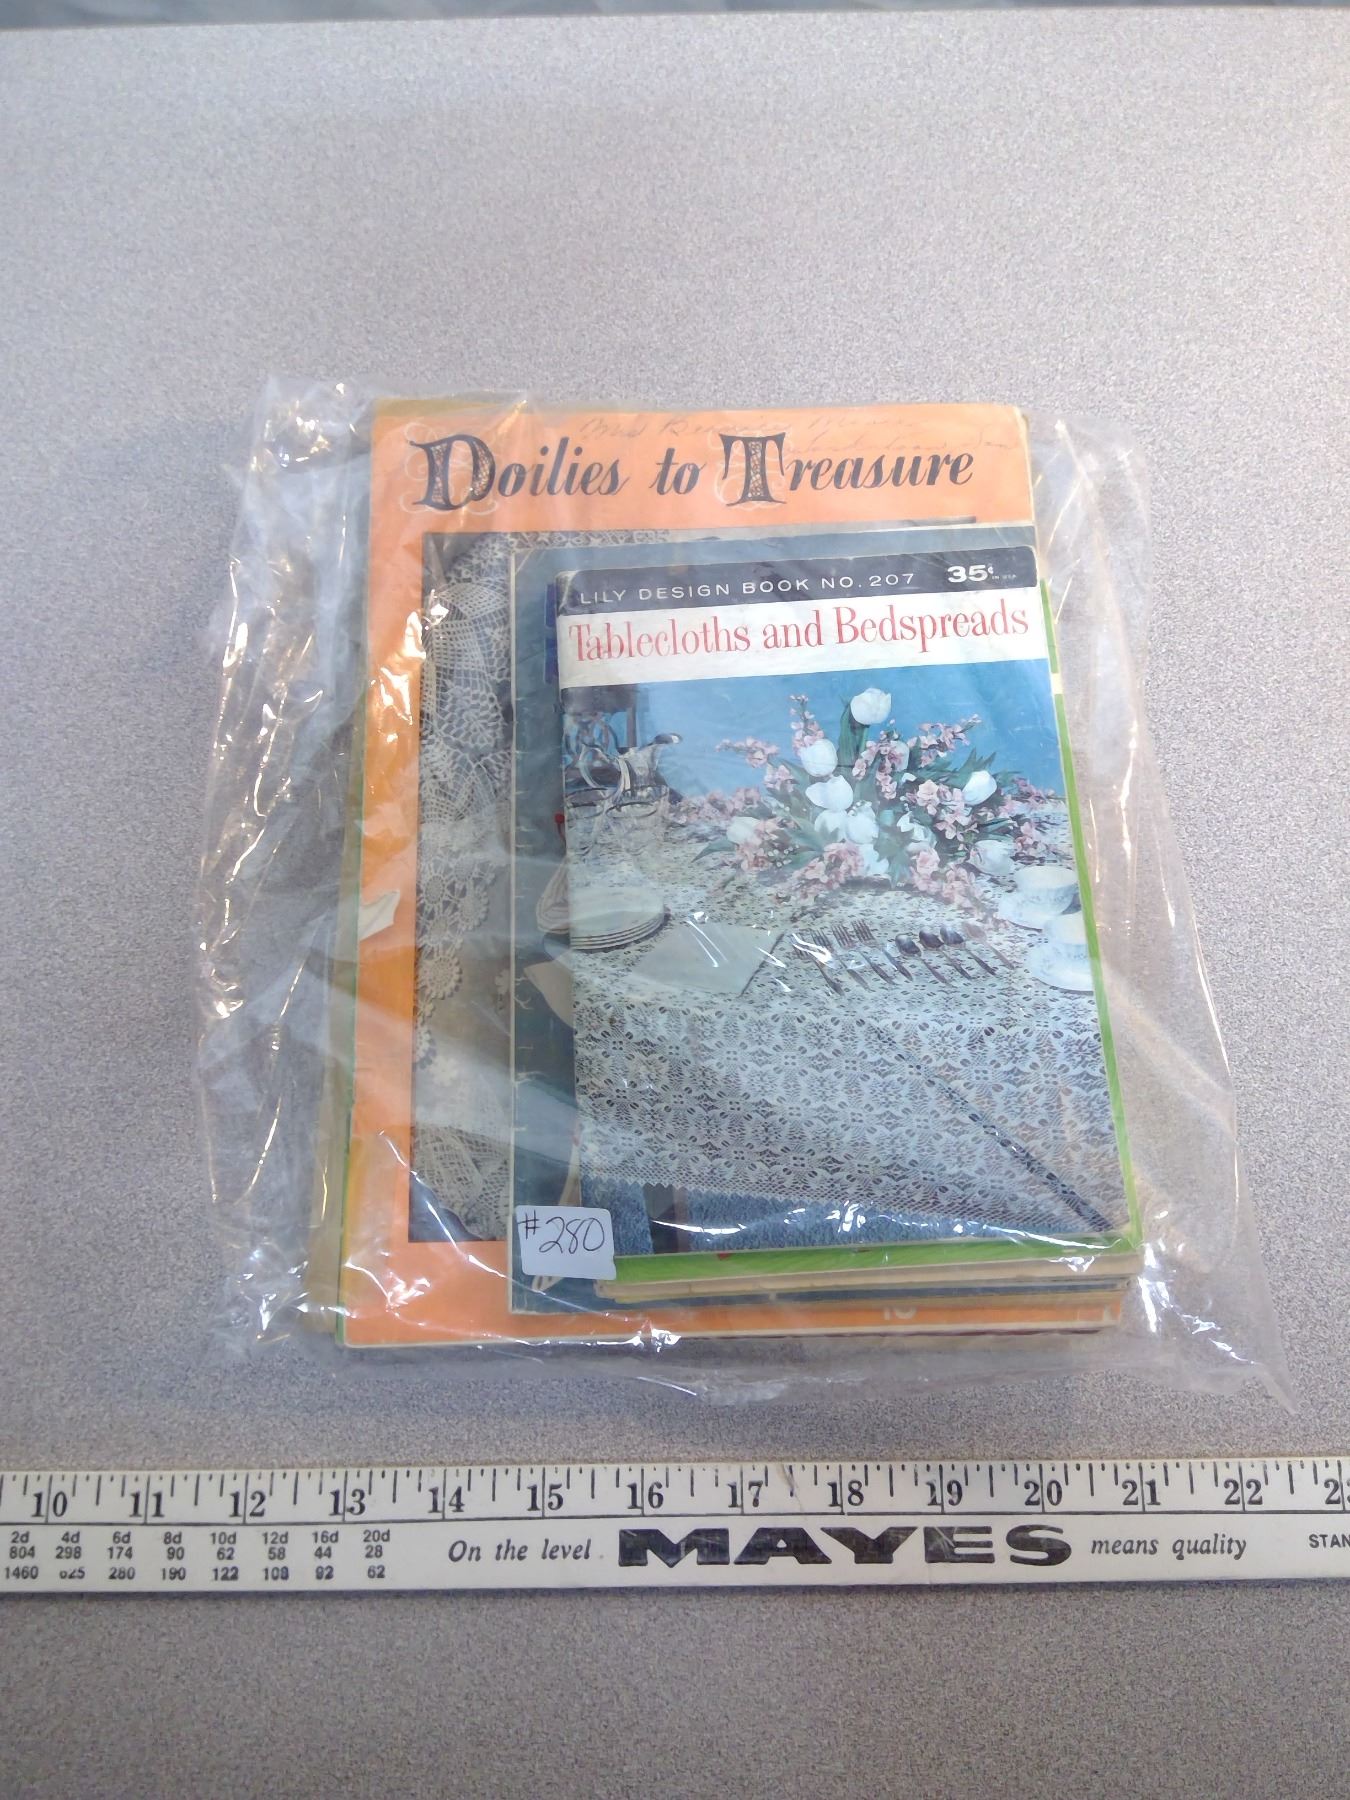 Doilies to Treasure
LILY DESIGN BOOK NO. 207 35¢
Tablecloths and Bedspreads
#280
10 11 12 13 14 15 16 17 18 19 20 21 22
2d 4d 6d 8d 10d 12d 16d 20d
804 298 174 90 62 58 44 28
1460 625 280 190 122 108 92 62
On the level MAYES means quality